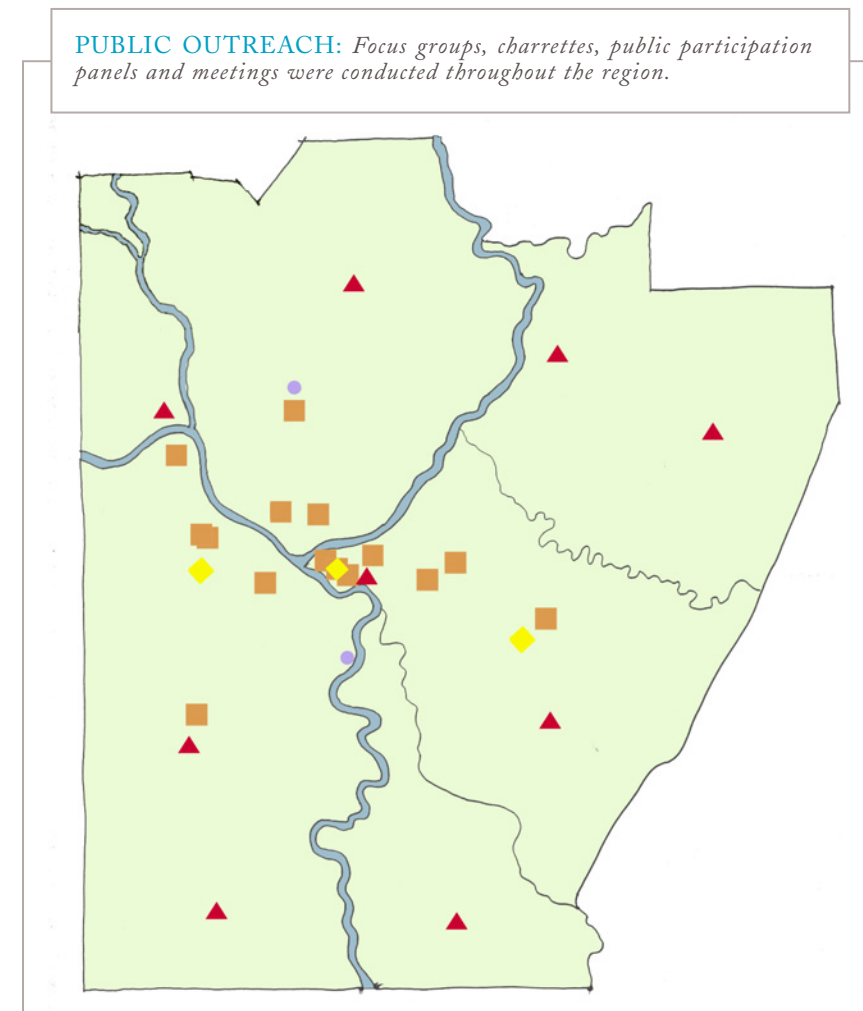 PUBLIC OUTREACH: Focus groups, charrettes, public participation
panels and meetings were conducted throughout the region.